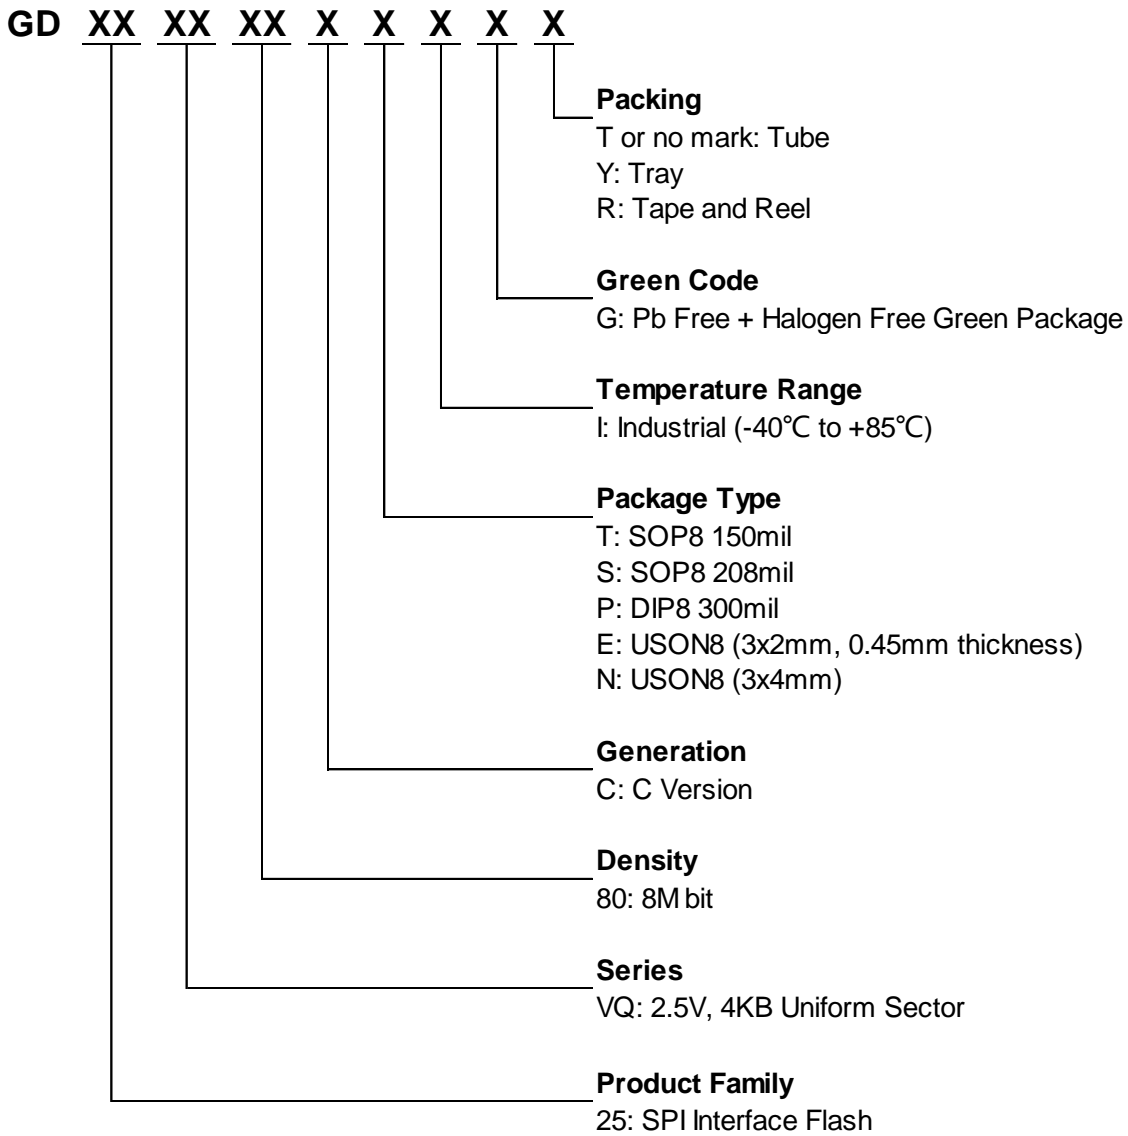 GD XX XX XX X X X X X
Packing
T or no mark: Tube
Y: Tray
R: Tape and Reel
Green Code
G: Pb Free + Halogen Free Green Package
Temperature Range
I: Industrial (-40℃ to +85℃)
Package Type
T: SOP8 150mil
S: SOP8 208mil
P: DIP8 300mil
E: USON8 (3x2mm, 0.45mm thickness)
N: USON8 (3x4mm)
Generation
C: C Version
Density
80: 8M bit
Series
VQ: 2.5V, 4KB Uniform Sector
Product Family
25: SPI Interface Flash